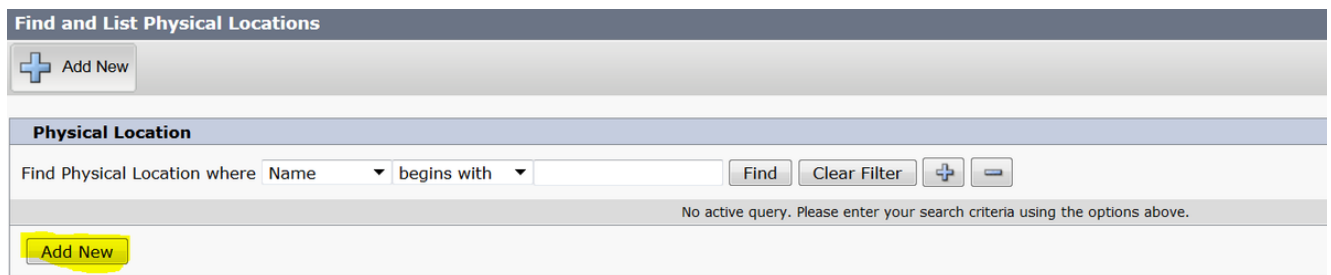 Find and List Physical Locations
Add New
Physical Location
Find Physical Location where Name begins with Find Clear Filter
No active query. Please enter your search criteria using the options above.
Add New